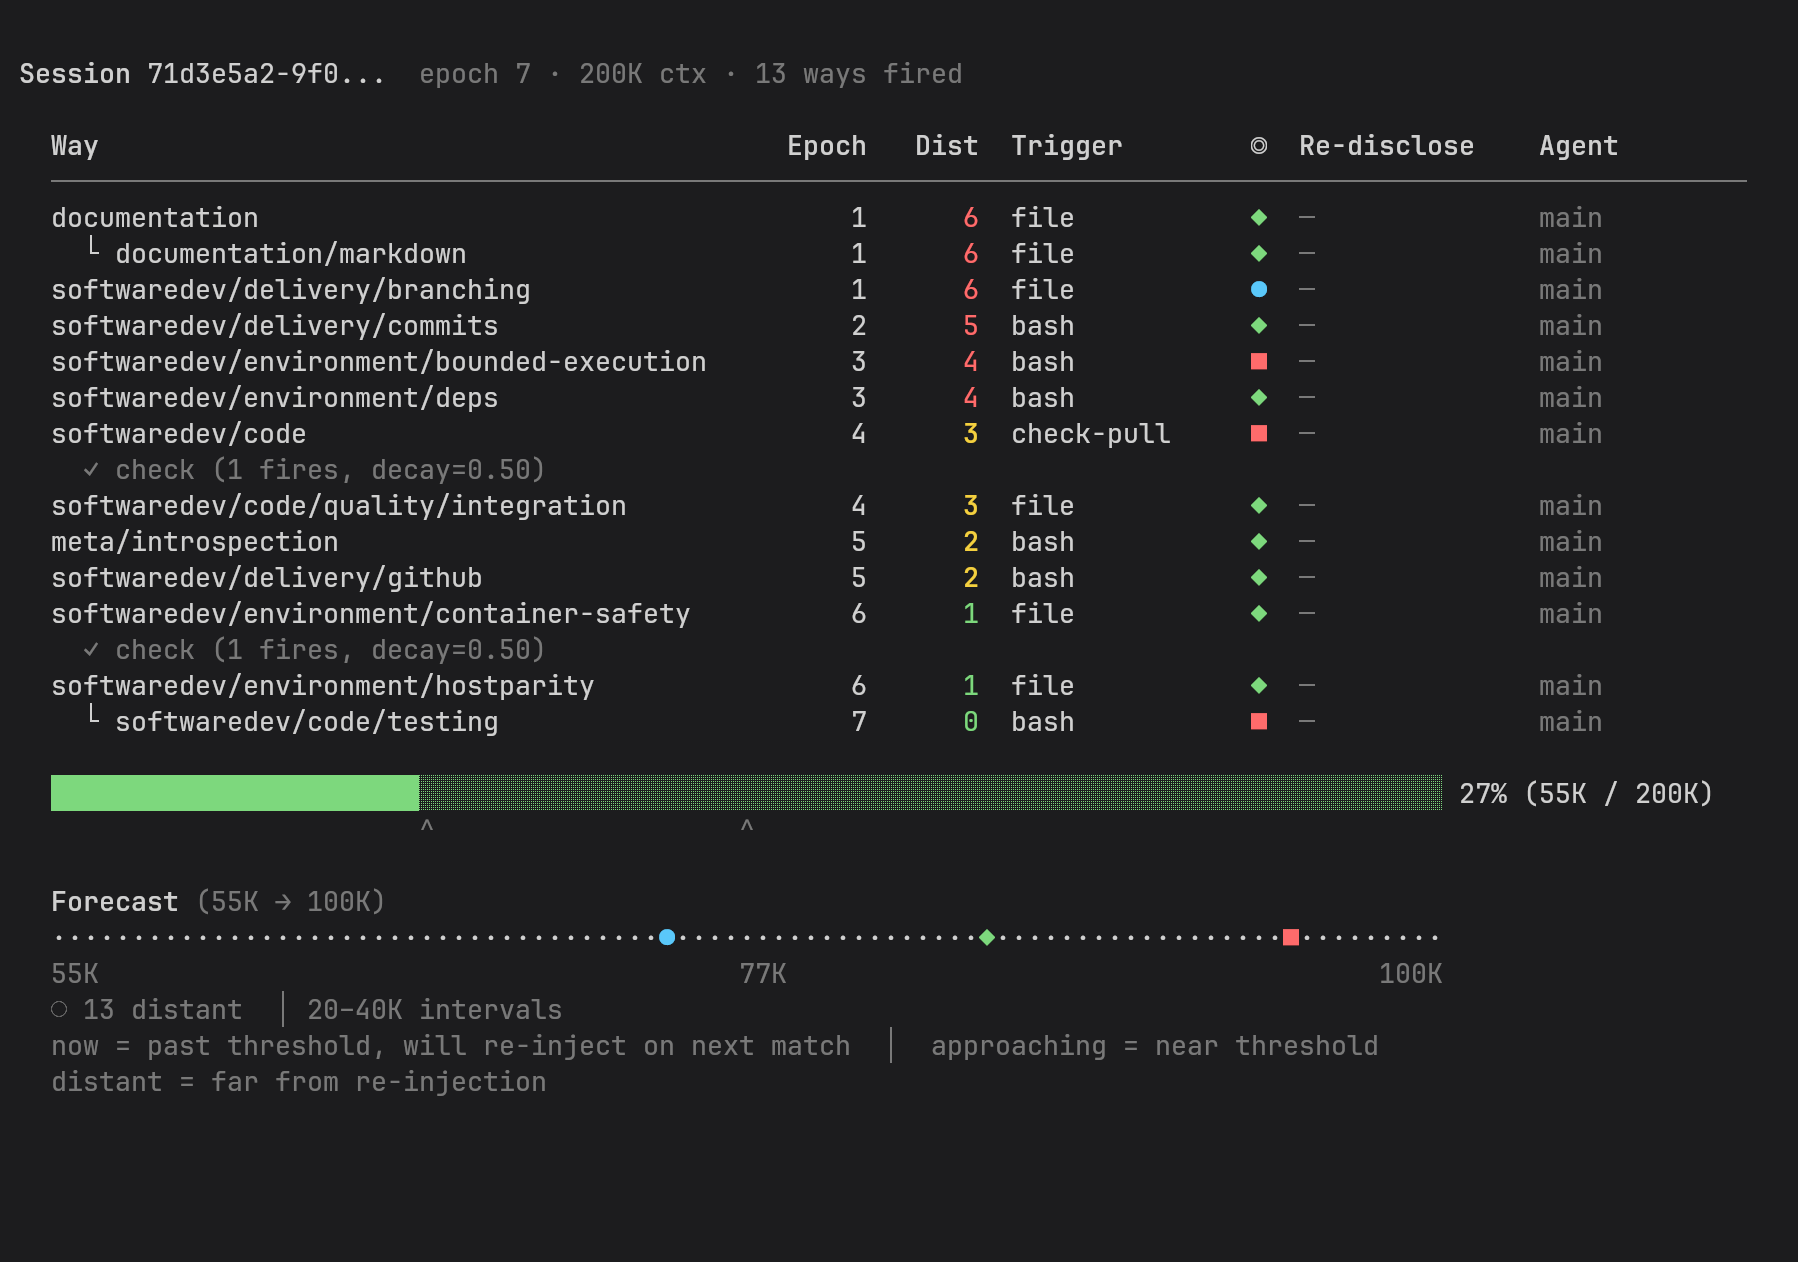 Session 71d3e5a2-9f0...  epoch 7 · 200K ctx · 13 ways fired
Way Epoch Dist Trigger ◎ Re-disclose Agent
documentation 1 6 file ◆ — main
└ documentation/markdown 1 6 file ◆ — main
softwaredev/delivery/branching 1 6 file ● — main
softwaredev/delivery/commits 2 5 bash ◆ — main
softwaredev/environment/bounded-execution 3 4 bash ■ — main
softwaredev/environment/deps 3 4 bash ◆ — main
softwaredev/code 4 3 check-pull ■ — main
✓ check (1 fires, decay=0.50)
softwaredev/code/quality/integration 4 3 file ◆ — main
meta/introspection 5 2 bash ◆ — main
softwaredev/delivery/github 5 2 bash ◆ — main
softwaredev/environment/container-safety 6 1 file ◆ — main
✓ check (1 fires, decay=0.50)
softwaredev/environment/hostparity 6 1 file ◆ — main
└ softwaredev/code/testing 7 0 bash ■ — main
27% (55K / 200K)
^ ^
Forecast (55K → 100K)
55K 77K 100K
○ 13 distant │ 20–40K intervals
now = past threshold, will re-inject on next match │ approaching = near threshold
distant = far from re-injection